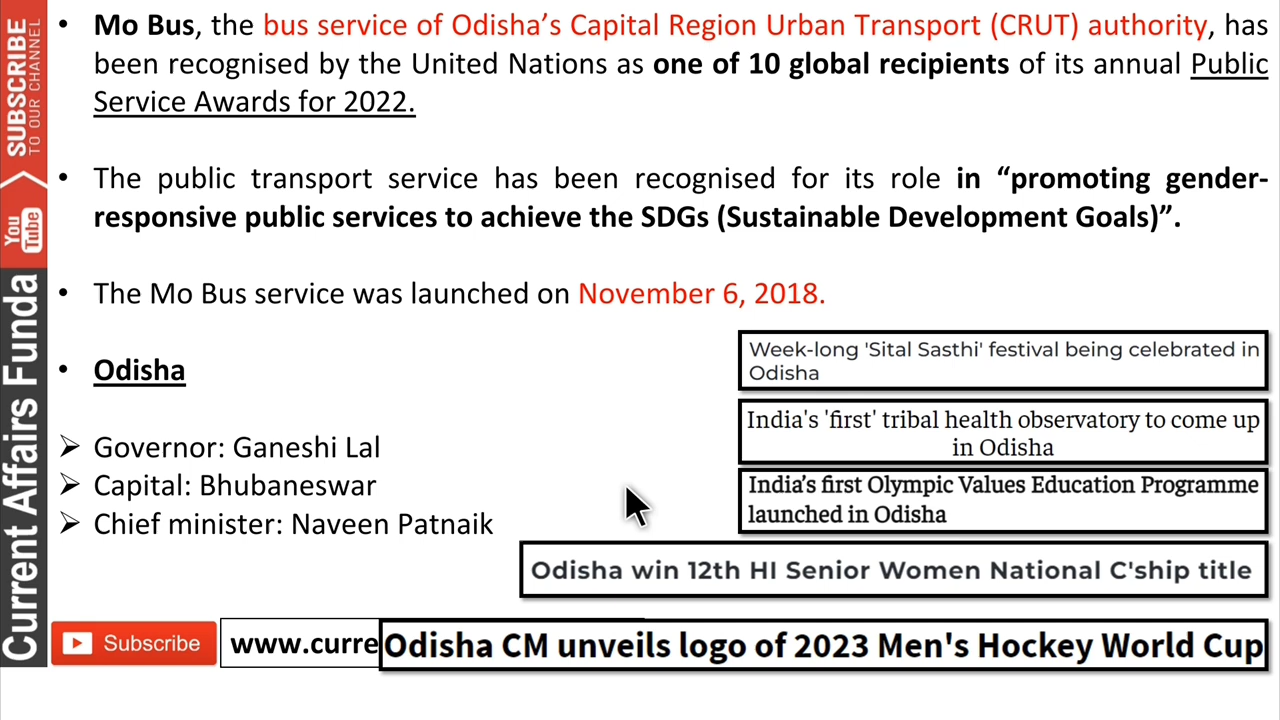 • Mo Bus, the bus service of Odisha’s Capital Region Urban Transport (CRUT) authority, has
been recognised by the United Nations as one of 10 global recipients of its annual Public
Service Awards for 2022.
• The public transport service has been recognised for its role in “promoting gender-
responsive public services to achieve the SDGs (Sustainable Development Goals)”.
• The Mo Bus service was launched on November 6, 2018.
• Odisha
➢ Governor: Ganeshi Lal
➢ Capital: Bhubaneswar
➢ Chief minister: Naveen Patnaik
Week-long 'Sital Sasthi' festival being celebrated in
Odisha
India's 'first' tribal health observatory to come up
in Odisha
India’s first Olympic Values Education Programme
launched in Odisha
Odisha win 12th HI Senior Women National C'ship title
Subscribe
www.curre
Odisha CM unveils logo of 2023 Men's Hockey World Cup
SUBSCRIBE
TO OUR CHANNEL
You
Tube
Current Affairs Funda